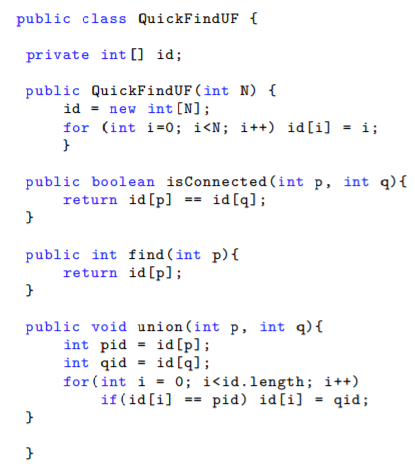 public class QuickFindUF {
private int[] id;
public QuickFindUF(int N) {
id = new int[N];
for (int i=0; i<N; i++) id[i] = i;
}
public boolean isConnected(int p, int q){
return id[p] == id[q];
}
public int find(int p){
return id[p];
}
public void union(int p, int q){
int pid = id[p];
int qid = id[q];
for(int i = 0; i<id.length; i++)
if(id[i] == pid) id[i] = qid;
}
}